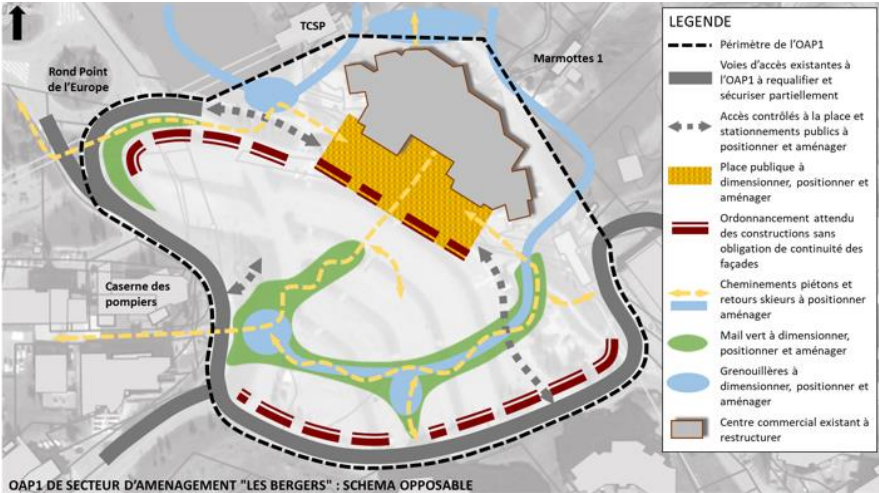 TCSP
Marmottes 1
Rond Point
de l'Europe
Caserne des
pompiers
OAP1 DE SECTEUR D'AMENAGEMENT "LES BERGERS" : SCHEMA OPPOSABLE
LEGENDE
Périmètre de l'OAP1
Voies d'accès existantes à
l'OAP1 à requalifier et
sécuriser partiellement
Accès contrôlés à la place et
stationnements publics à
positionner et aménager
Place publique à
dimensionner, positionner et
aménager
Ordonnancement attendu
des constructions sans
obligation de continuité des
façades
Cheminements piétons et
retours skieurs à positionner
aménager
Mail vert à dimensionner,
positionner et aménager
Grenouillères à
dimensionner, positionner et
aménager
Centre commercial existant à
restructurer